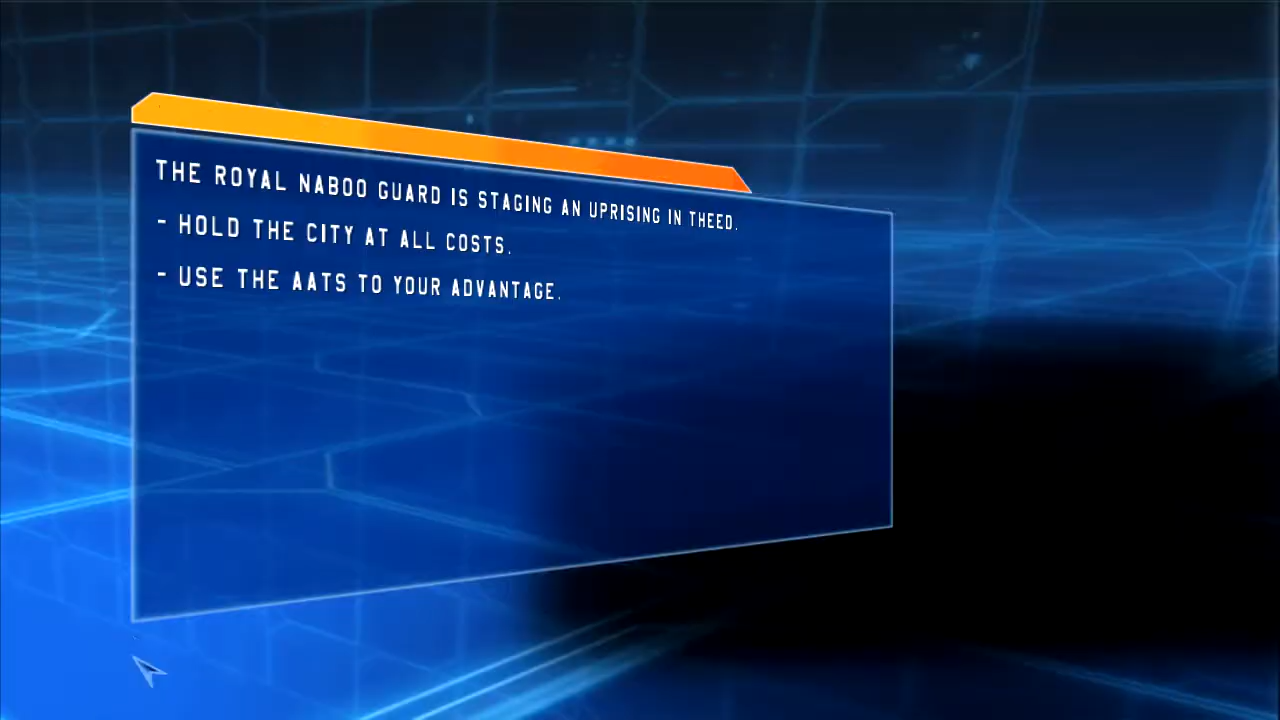 THE ROYAL NABOO GUARD IS STAGING AN UPRISING IN THEED.
- HOLD THE CITY AT ALL COSTS.
- USE THE AATS TO YOUR ADVANTAGE.